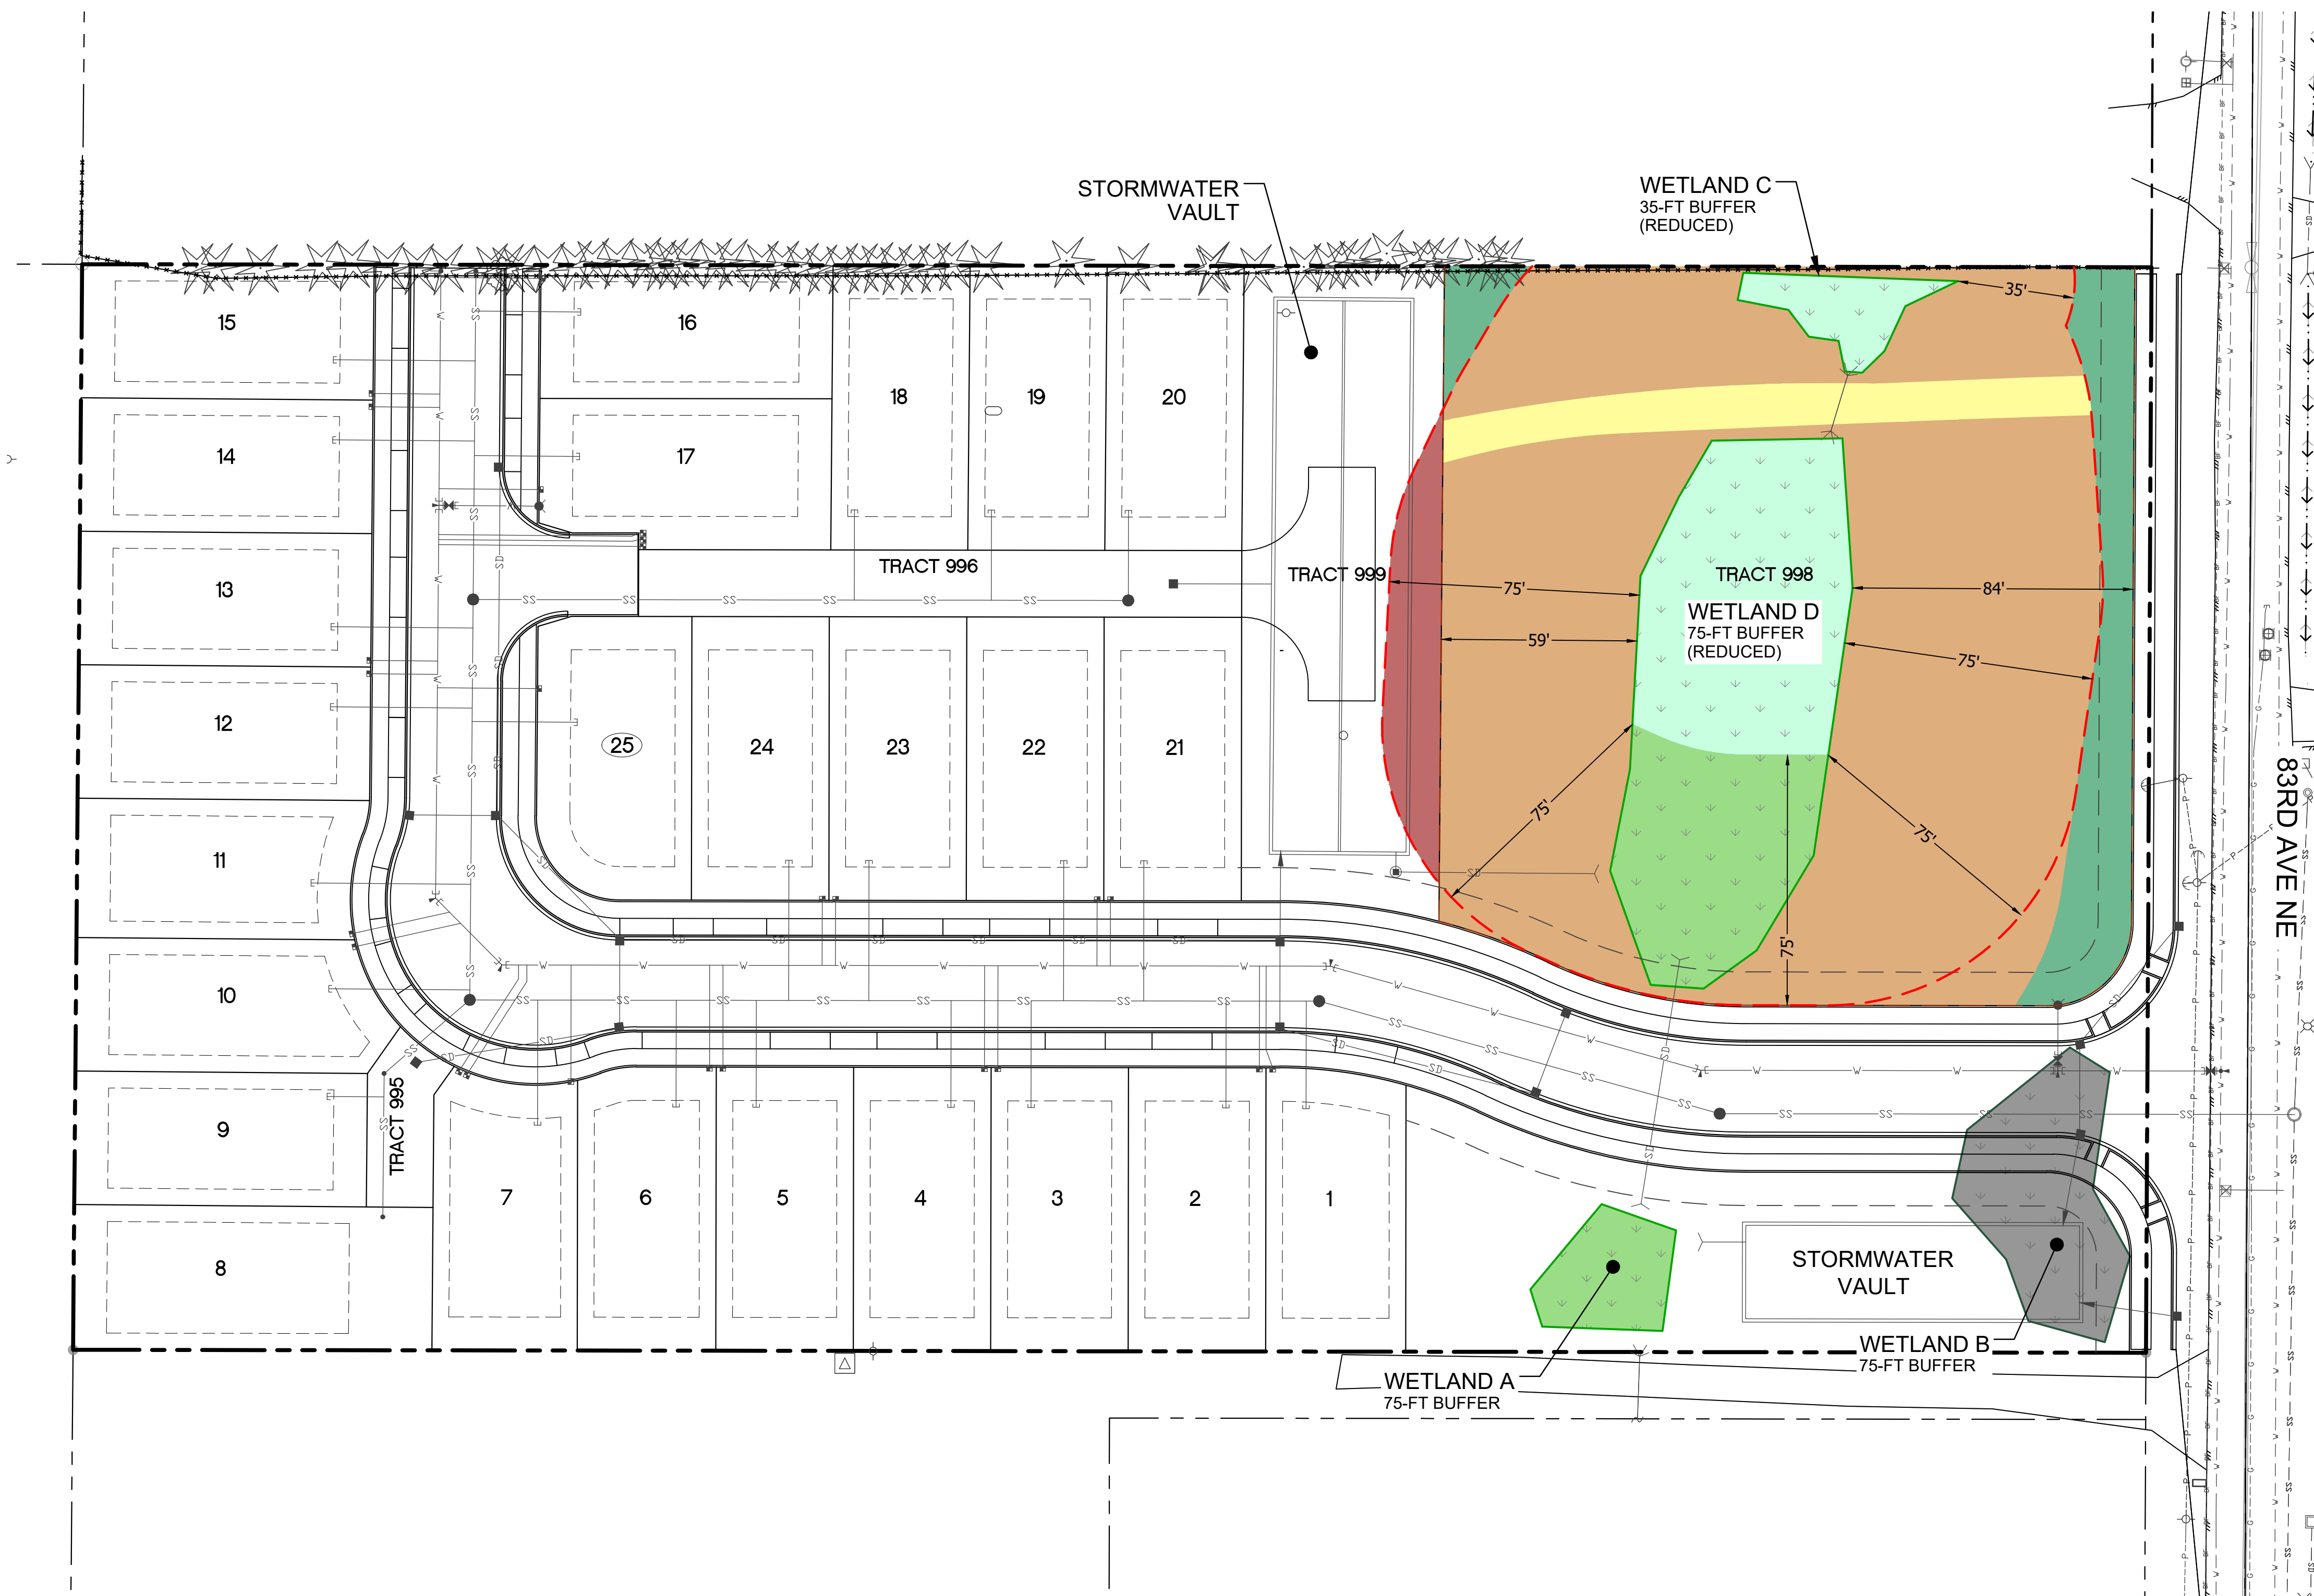 STORMWATER
VAULT
WETLAND C
35-FT BUFFER
(REDUCED)
35'
15
16
14
17
18
19
20
13
TRACT 996
TRACT 999
TRACT 998
75'
84'
WETLAND D
75-FT BUFFER
(REDUCED)
59'
75'
12
25
24
23
22
21
75'
75'
75'
83RD AVE NE
11
10
9
TRACT 995
8
7
6
5
4
3
2
1
STORMWATER
VAULT
WETLAND B
75-FT BUFFER
WETLAND A
75-FT BUFFER
W
SS
SD
P
G